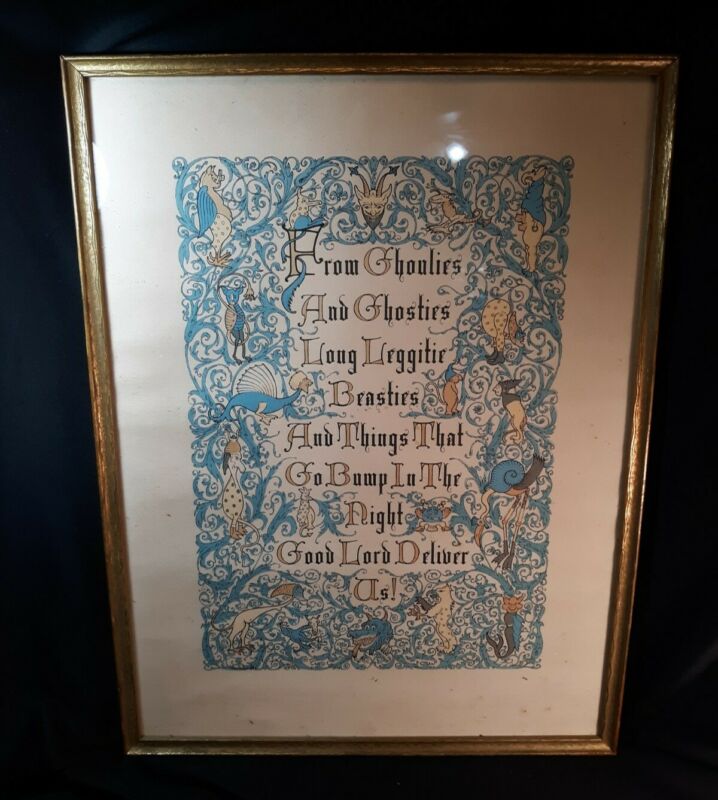 From Ghoulies
And Ghosties
Long Leggitie
Beasties
And Things That
Go Bump In The
Night
Good Lord Deliver
Us!